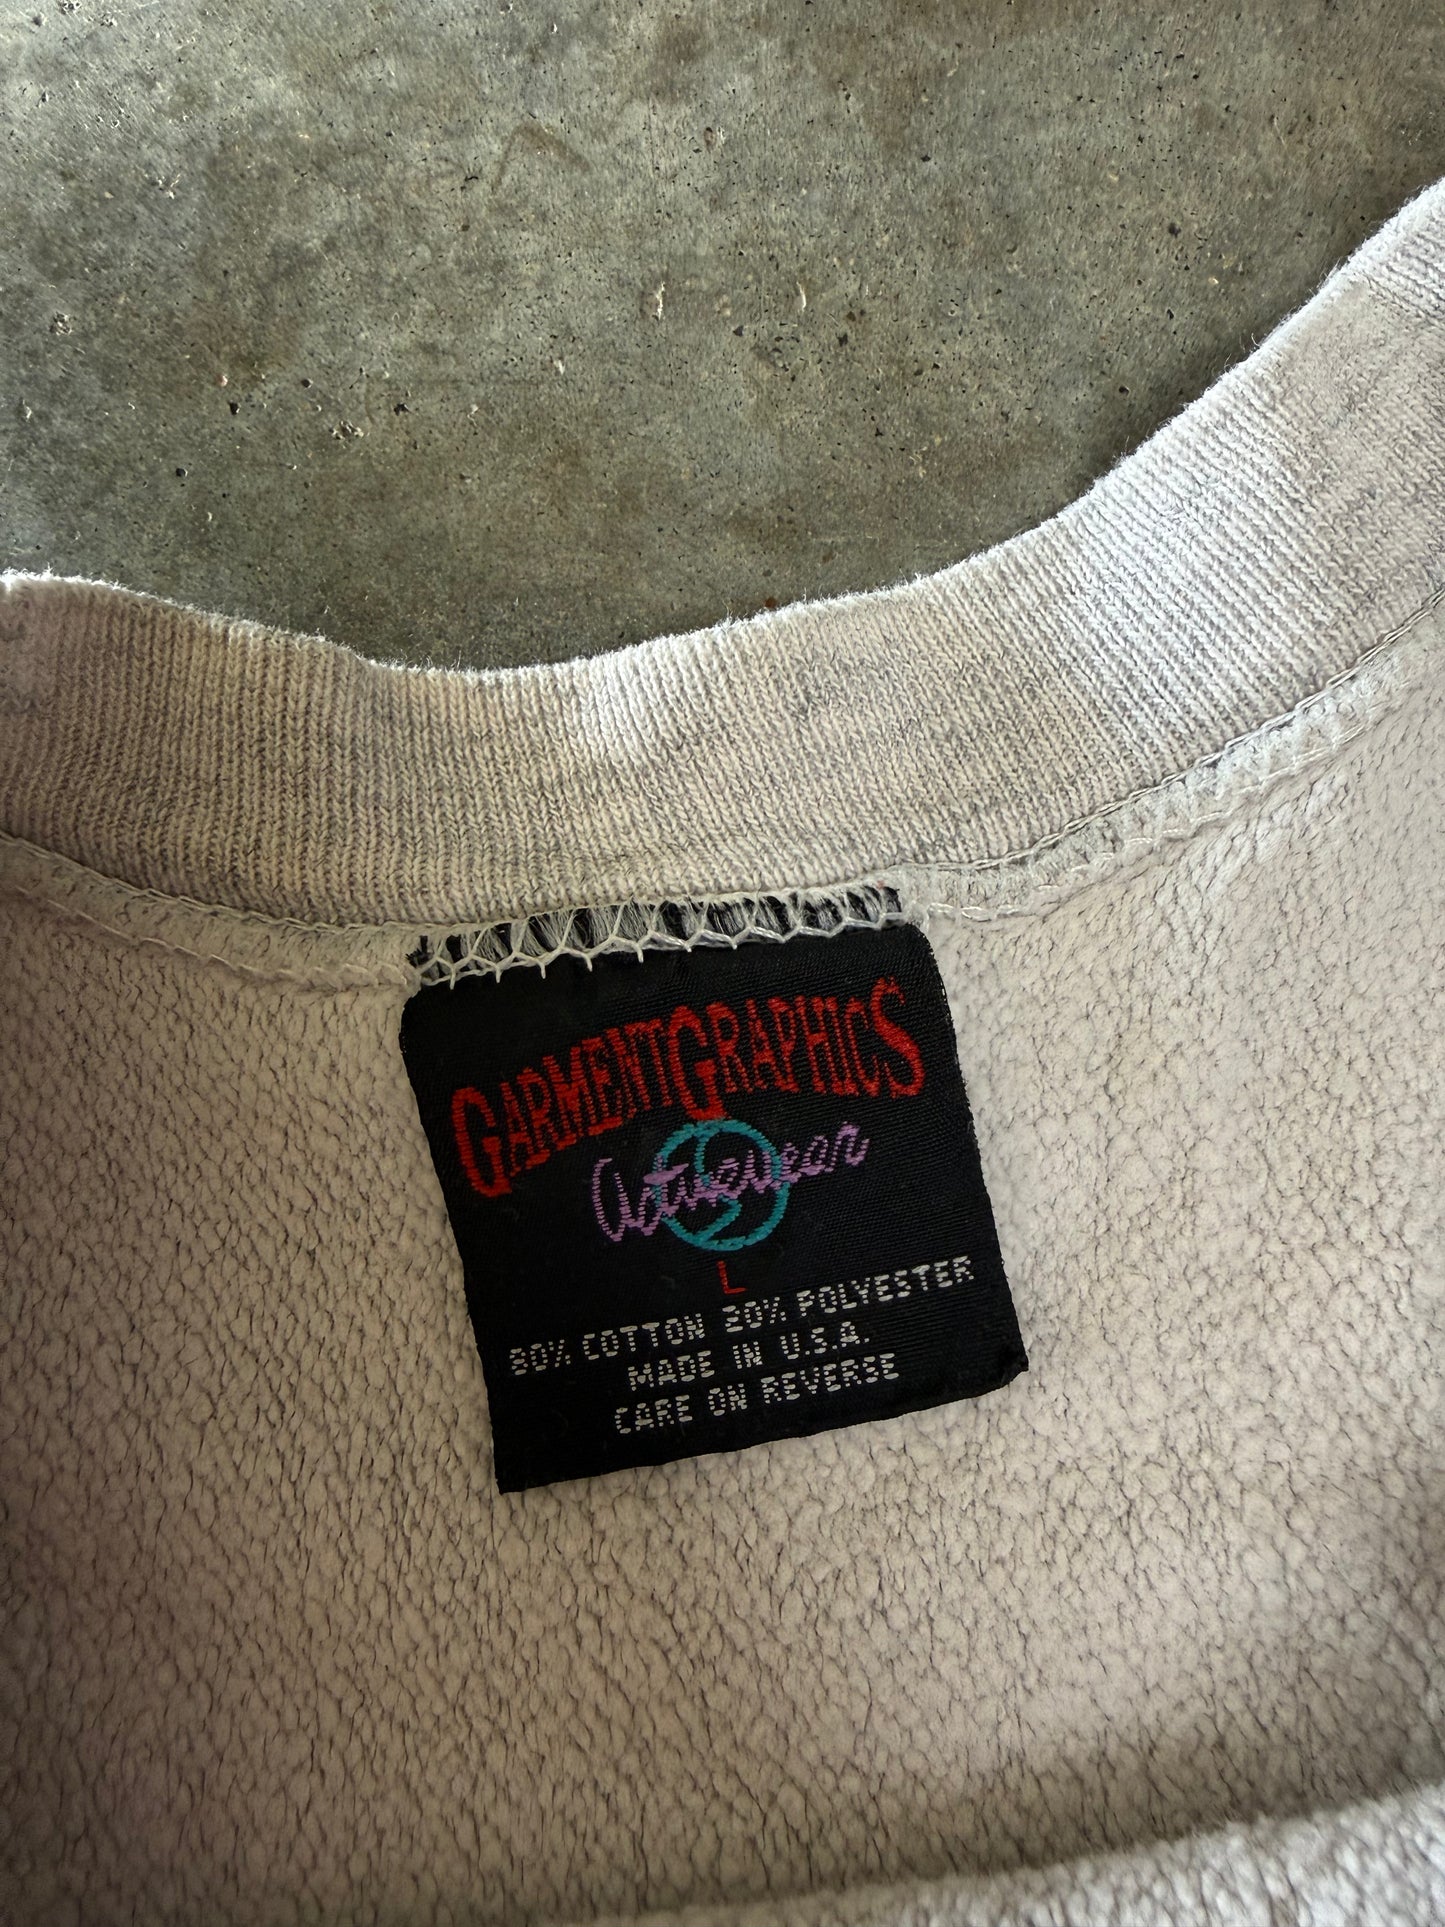 GARMENTGRAPHICS
Activewear
L
80% COTTON 20% POLYESTER
MADE IN U.S.A.
CARE ON REVERSE